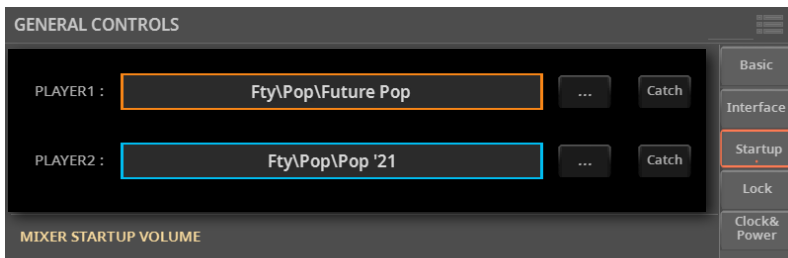 GENERAL CONTROLS
Basic
PLAYER1 : Fty\Pop\Future Pop ... Catch
Interface
PLAYER2 : Fty\Pop\Pop '21 ... Catch
Startup
Lock
MIXER STARTUP VOLUME
Clock&
Power